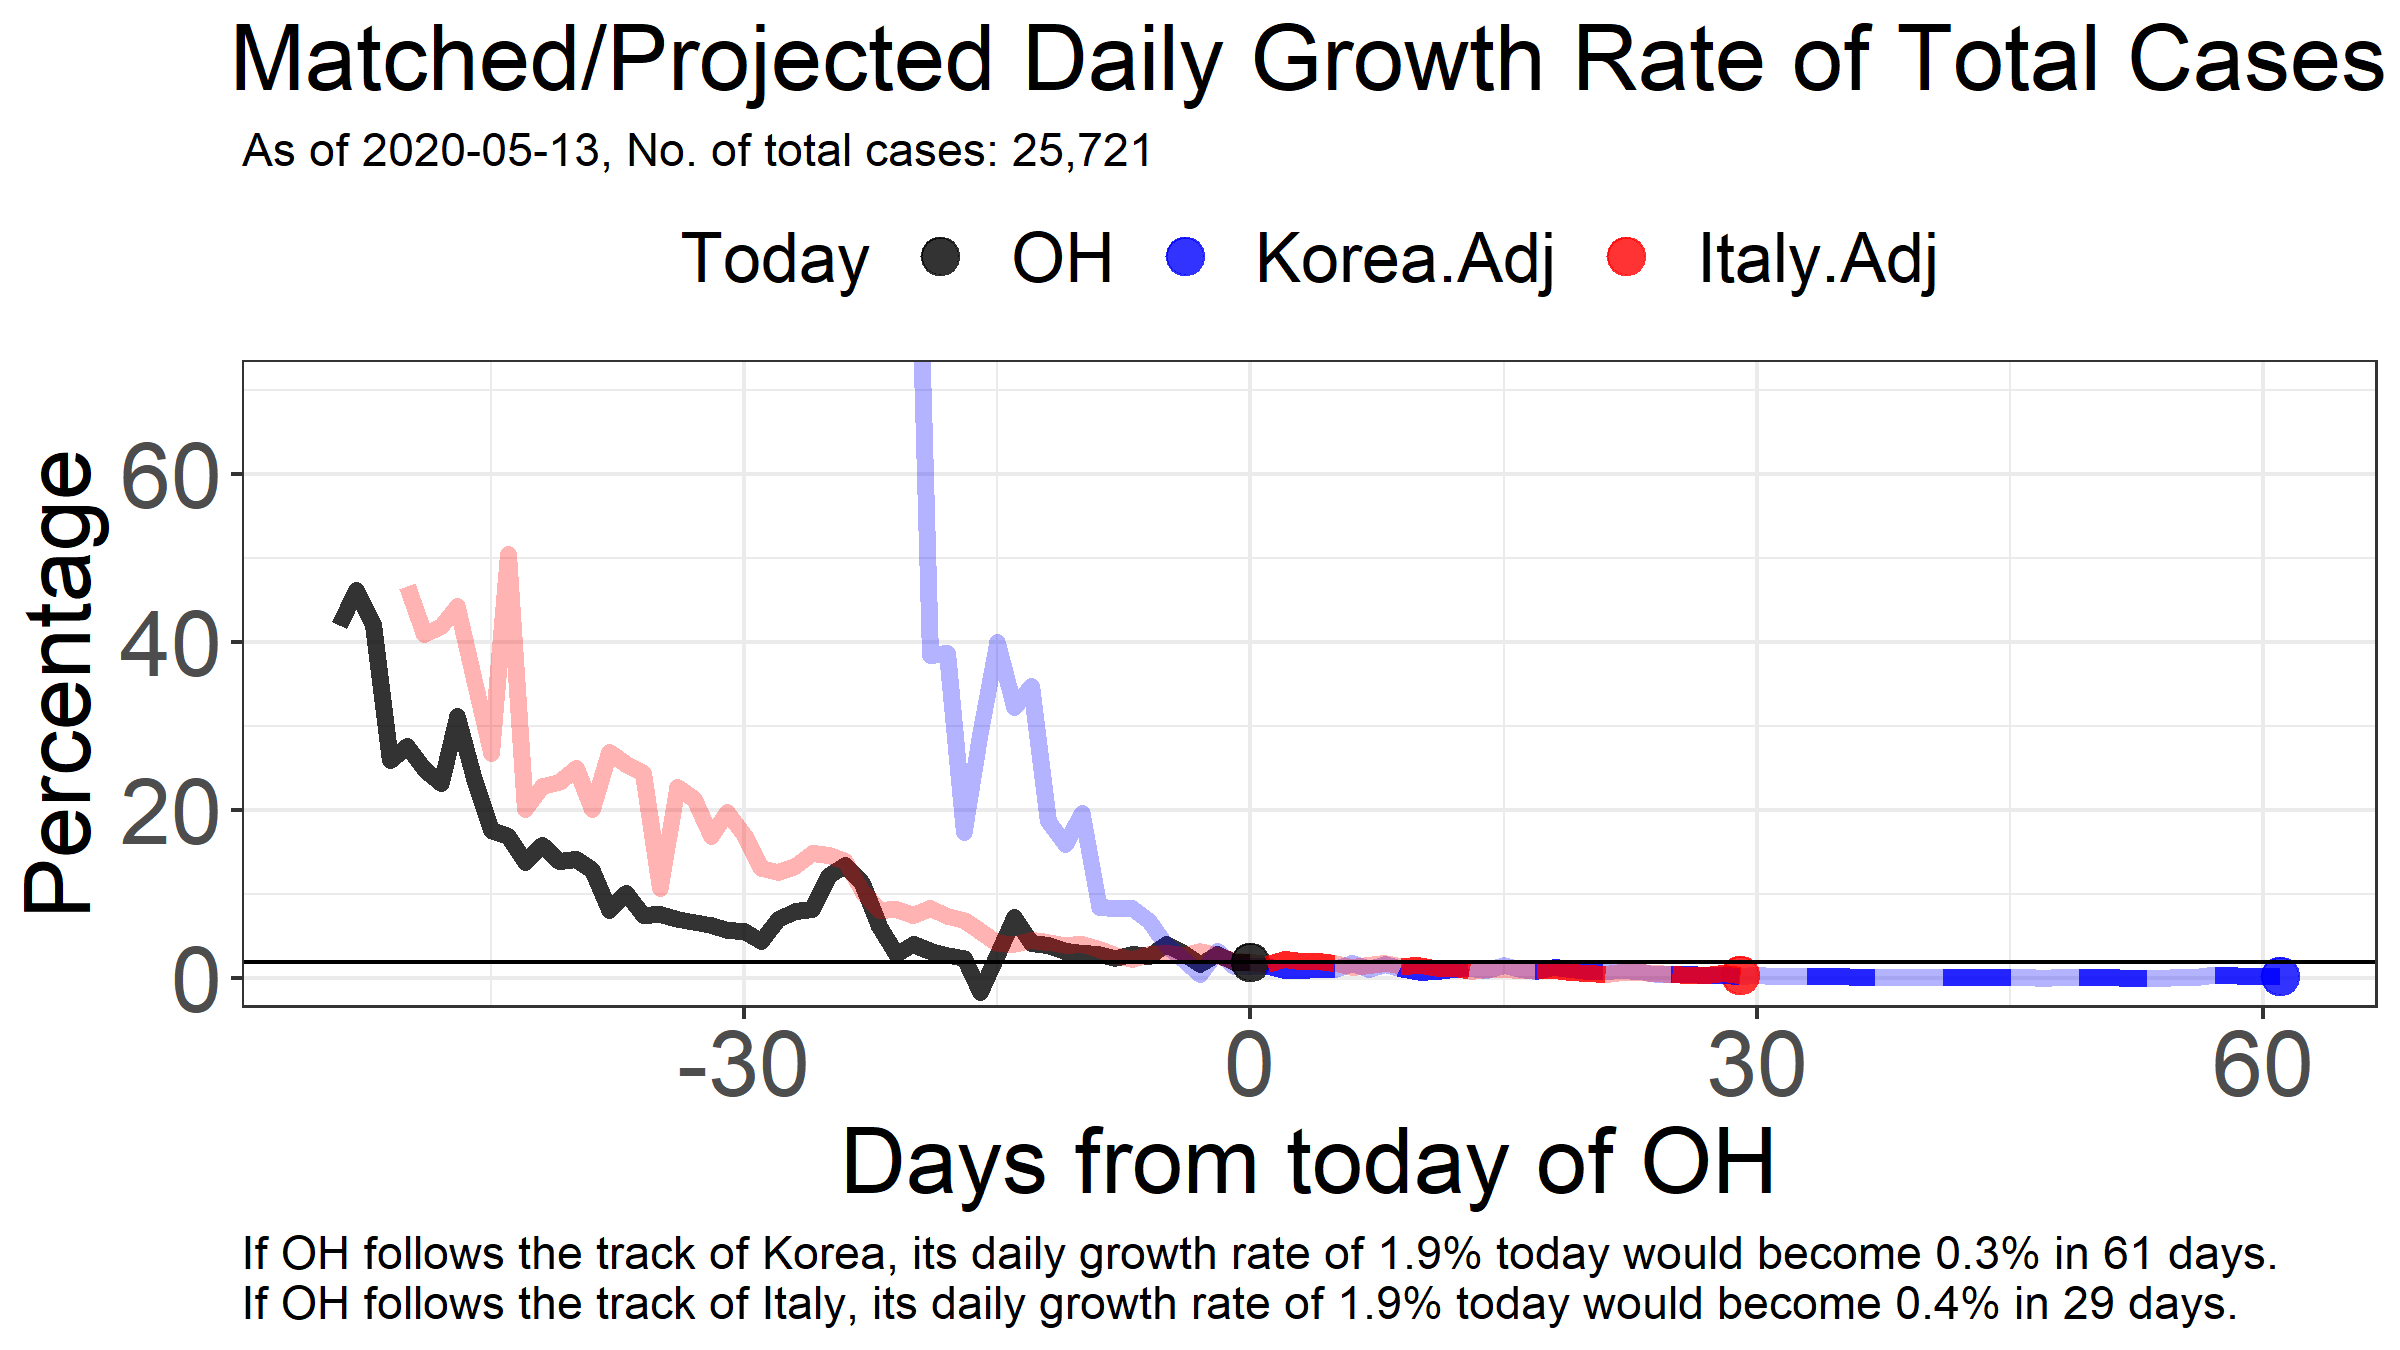 Matched/Projected Daily Growth Rate of Total Cases
As of 2020-05-13, No. of total cases: 25,721
Today OH Korea.Adj Italy.Adj
Percentage
60
40
20
0
-30 0 30 60
Days from today of OH
If OH follows the track of Korea, its daily growth rate of 1.9% today would become 0.3% in 61 days.
If OH follows the track of Italy, its daily growth rate of 1.9% today would become 0.4% in 29 days.